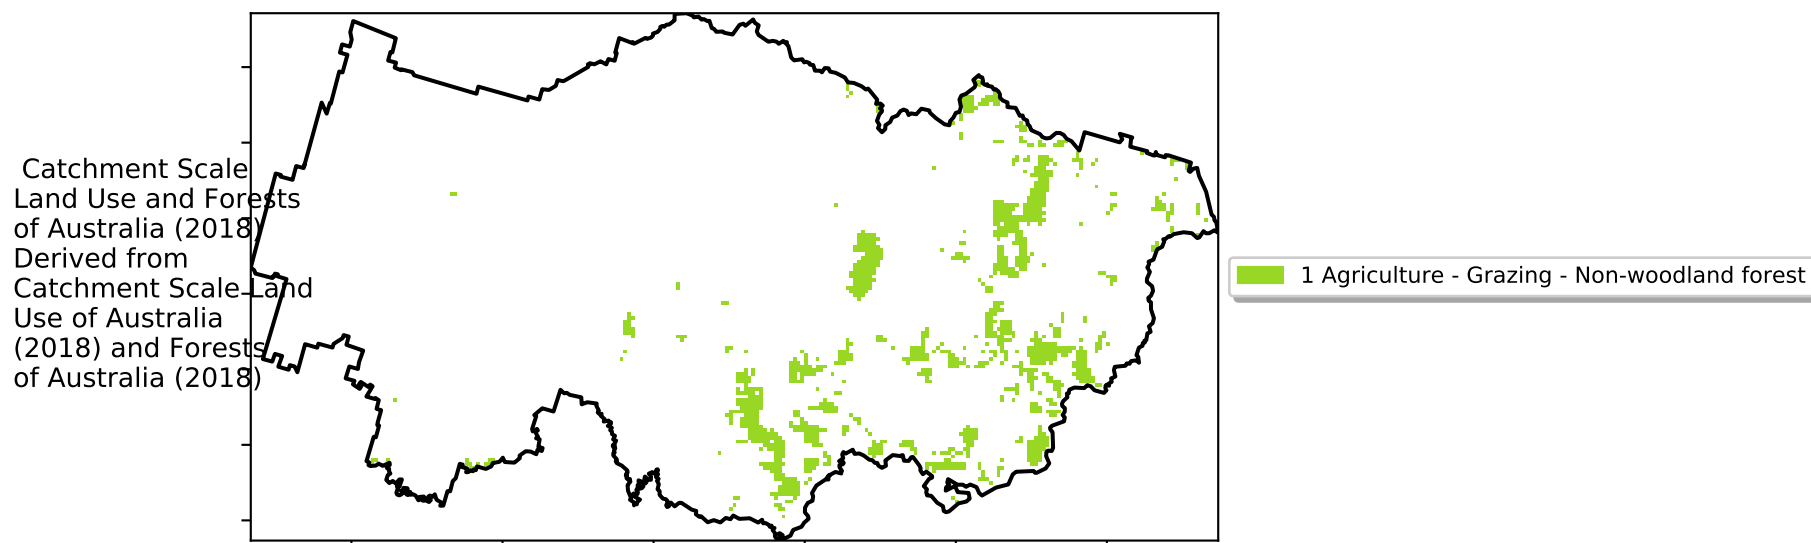 Catchment Scale
Land Use and Forests
of Australia (2018)
Derived from
Catchment Scale Land
Use of Australia
(2018) and Forests
of Australia (2018)
1 Agriculture - Grazing - Non-woodland forest